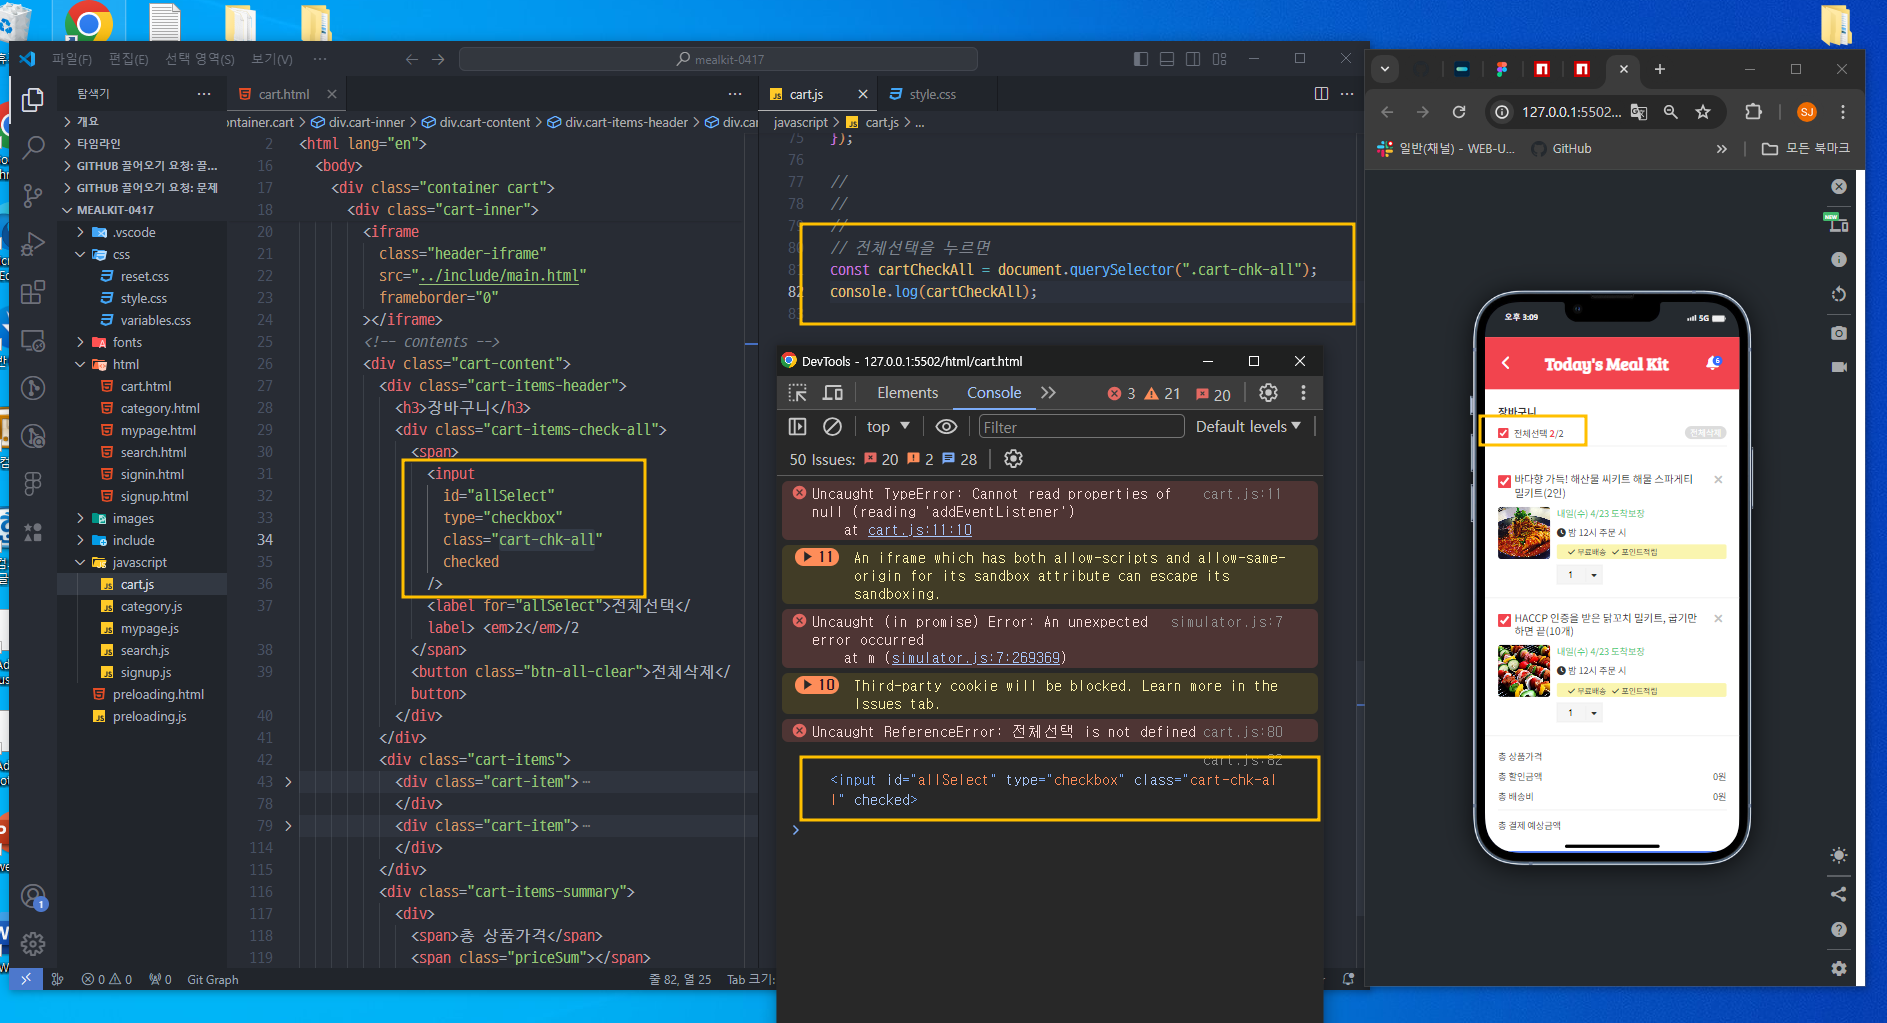 파일(F) 편집(E) 선택 영역(S) 보기(V) ··· mealkit-0417
탐색기 ···
개요
타임라인
GITHUB 끌어오기 요청: 끌...
GITHUB 끌어오기 요청: 문제
MEALKIT-0417
.vscode
css
reset.css
style.css
variables.css
fonts
html
cart.html
category.html
mypage.html
search.html
signin.html
signup.html
images
include
javascript
cart.js
category.js
mypage.js
search.js
signup.js
preloading.html
preloading.js
cart.html
ontainer.cart > div.cart-inner > div.cart-content > div.cart-items-header > div.car
2 <html lang="en">
16 <body>
17 <div class="container cart">
18 <div class="cart-inner">
20 <iframe
21 class="header-iframe"
22 src="../include/main.html"
23 frameborder="0"
24 ></iframe>
25 <!-- contents -->
26 <div class="cart-content">
27 <div class="cart-items-header">
28 <h3>장바구니</h3>
29 <div class="cart-items-check-all">
30 <span>
31 <input
32 id="allSelect"
33 type="checkbox"
34 class="cart-chk-all"
35 checked
36 />
37 <label for="allSelect">전체선택</
label> <em>2</em>/2
38 </span>
39 <button class="btn-all-clear">전체삭제</
button>
40 </div>
41 </div>
42 <div class="cart-items">
43 <div class="cart-item">···
78 </div>
79 <div class="cart-item">···
114 </div>
115 </div>
116 <div class="cart-items-summary">
117 <div>
118 <span>총 상품가격</span>
119 <span class="priceSum"></span>
cart.js style.css
javascript > cart.js > ...
75 });
76
77 //
78 //
79 //
80 // 전체선택을 누르면
81 const cartCheckAll = document.querySelector(".cart-chk-all");
82 console.log(cartCheckAll);
83
DevTools - 127.0.0.1:5502/html/cart.html
Elements Console 3 21 20
top Filter Default levels
50 Issues: 20 2 28
Uncaught TypeError: Cannot read properties of cart.js:11
null (reading 'addEventListener')
at cart.js:11:10
11 An iframe which has both allow-scripts and allow-same-
origin for its sandbox attribute can escape its
sandboxing.
Uncaught (in promise) Error: An unexpected simulator.js:7
error occurred
at m (simulator.js:7:269369)
10 Third-party cookie will be blocked. Learn more in the
Issues tab.
Uncaught ReferenceError: 전체선택 is not defined cart.js:80
cart.js:82
<input id="allSelect" type="checkbox" class="cart-chk-al
l" checked>
0 0 0 Git Graph
줄 82, 열 25 Tab 크기:
1
127.0.0.1:5502... SJ
일반(채널) - WEB-U... GitHub 모든 북마크
NEW
오후 3:09 5G
Today's Meal Kit 6
장바구니
전체선택 2/2 전체삭제
바다향 가득! 해산물 씨키트 해물 스파게티
밀키트(2인)
내일(수) 4/23 도착보장
밤 12시 주문 시
무료배송 포인트적립
1
HACCP 인증을 받은 닭꼬치 밀키트, 굽기만
하면 끝(10개)
내일(수) 4/23 도착보장
밤 12시 주문 시
무료배송 포인트적립
1
총 상품가격
총 할인금액 0원
총 배송비 0원
총 결제 예상금액